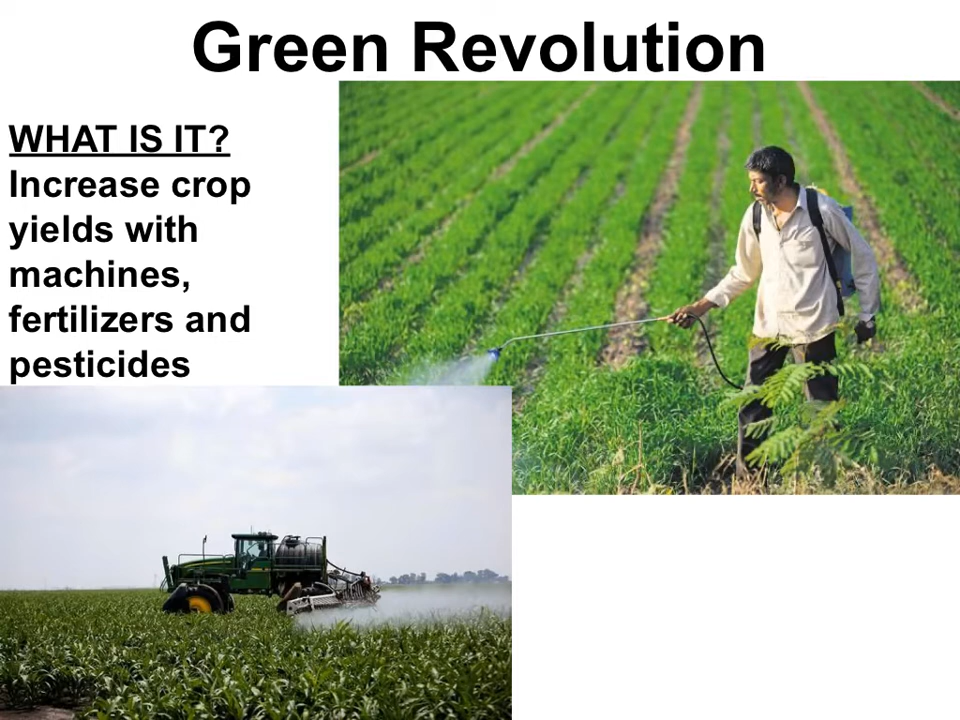 Green Revolution
WHAT IS IT?
Increase crop
yields with
machines,
fertilizers and
pesticides